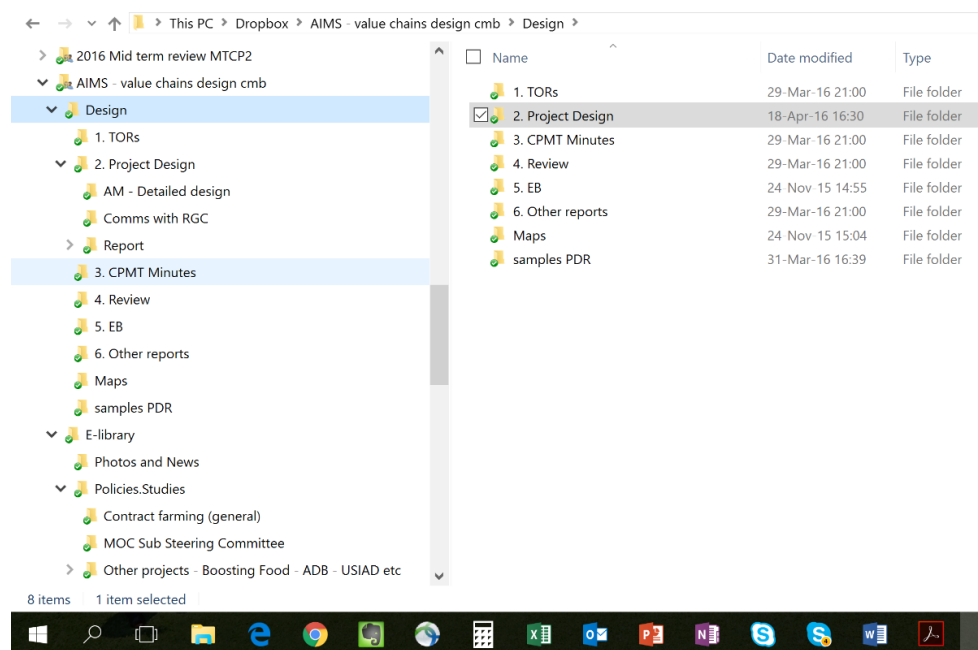 This PC > Dropbox > AIMS - value chains design cmb > Design >
2016 Mid term review MTCP2
AIMS - value chains design cmb
Design
1. TORs
2. Project Design
AM - Detailed design
Comms with RGC
Report
3. CPMT Minutes
4. Review
5. EB
6. Other reports
Maps
samples PDR
E-library
Photos and News
Policies.Studies
Contract farming (general)
MOC Sub Steering Committee
Other projects - Boosting Food - ADB - USIAD etc
Name Date modified Type
1. TORs 29-Mar-16 21:00 File folder
2. Project Design 18-Apr-16 16:30 File folder
3. CPMT Minutes 29-Mar-16 21:00 File folder
4. Review 29-Mar-16 21:00 File folder
5. EB 24-Nov-15 14:55 File folder
6. Other reports 29-Mar-16 21:00 File folder
Maps 24-Nov-15 15:04 File folder
samples PDR 31-Mar-16 16:39 File folder
8 items 1 item selected